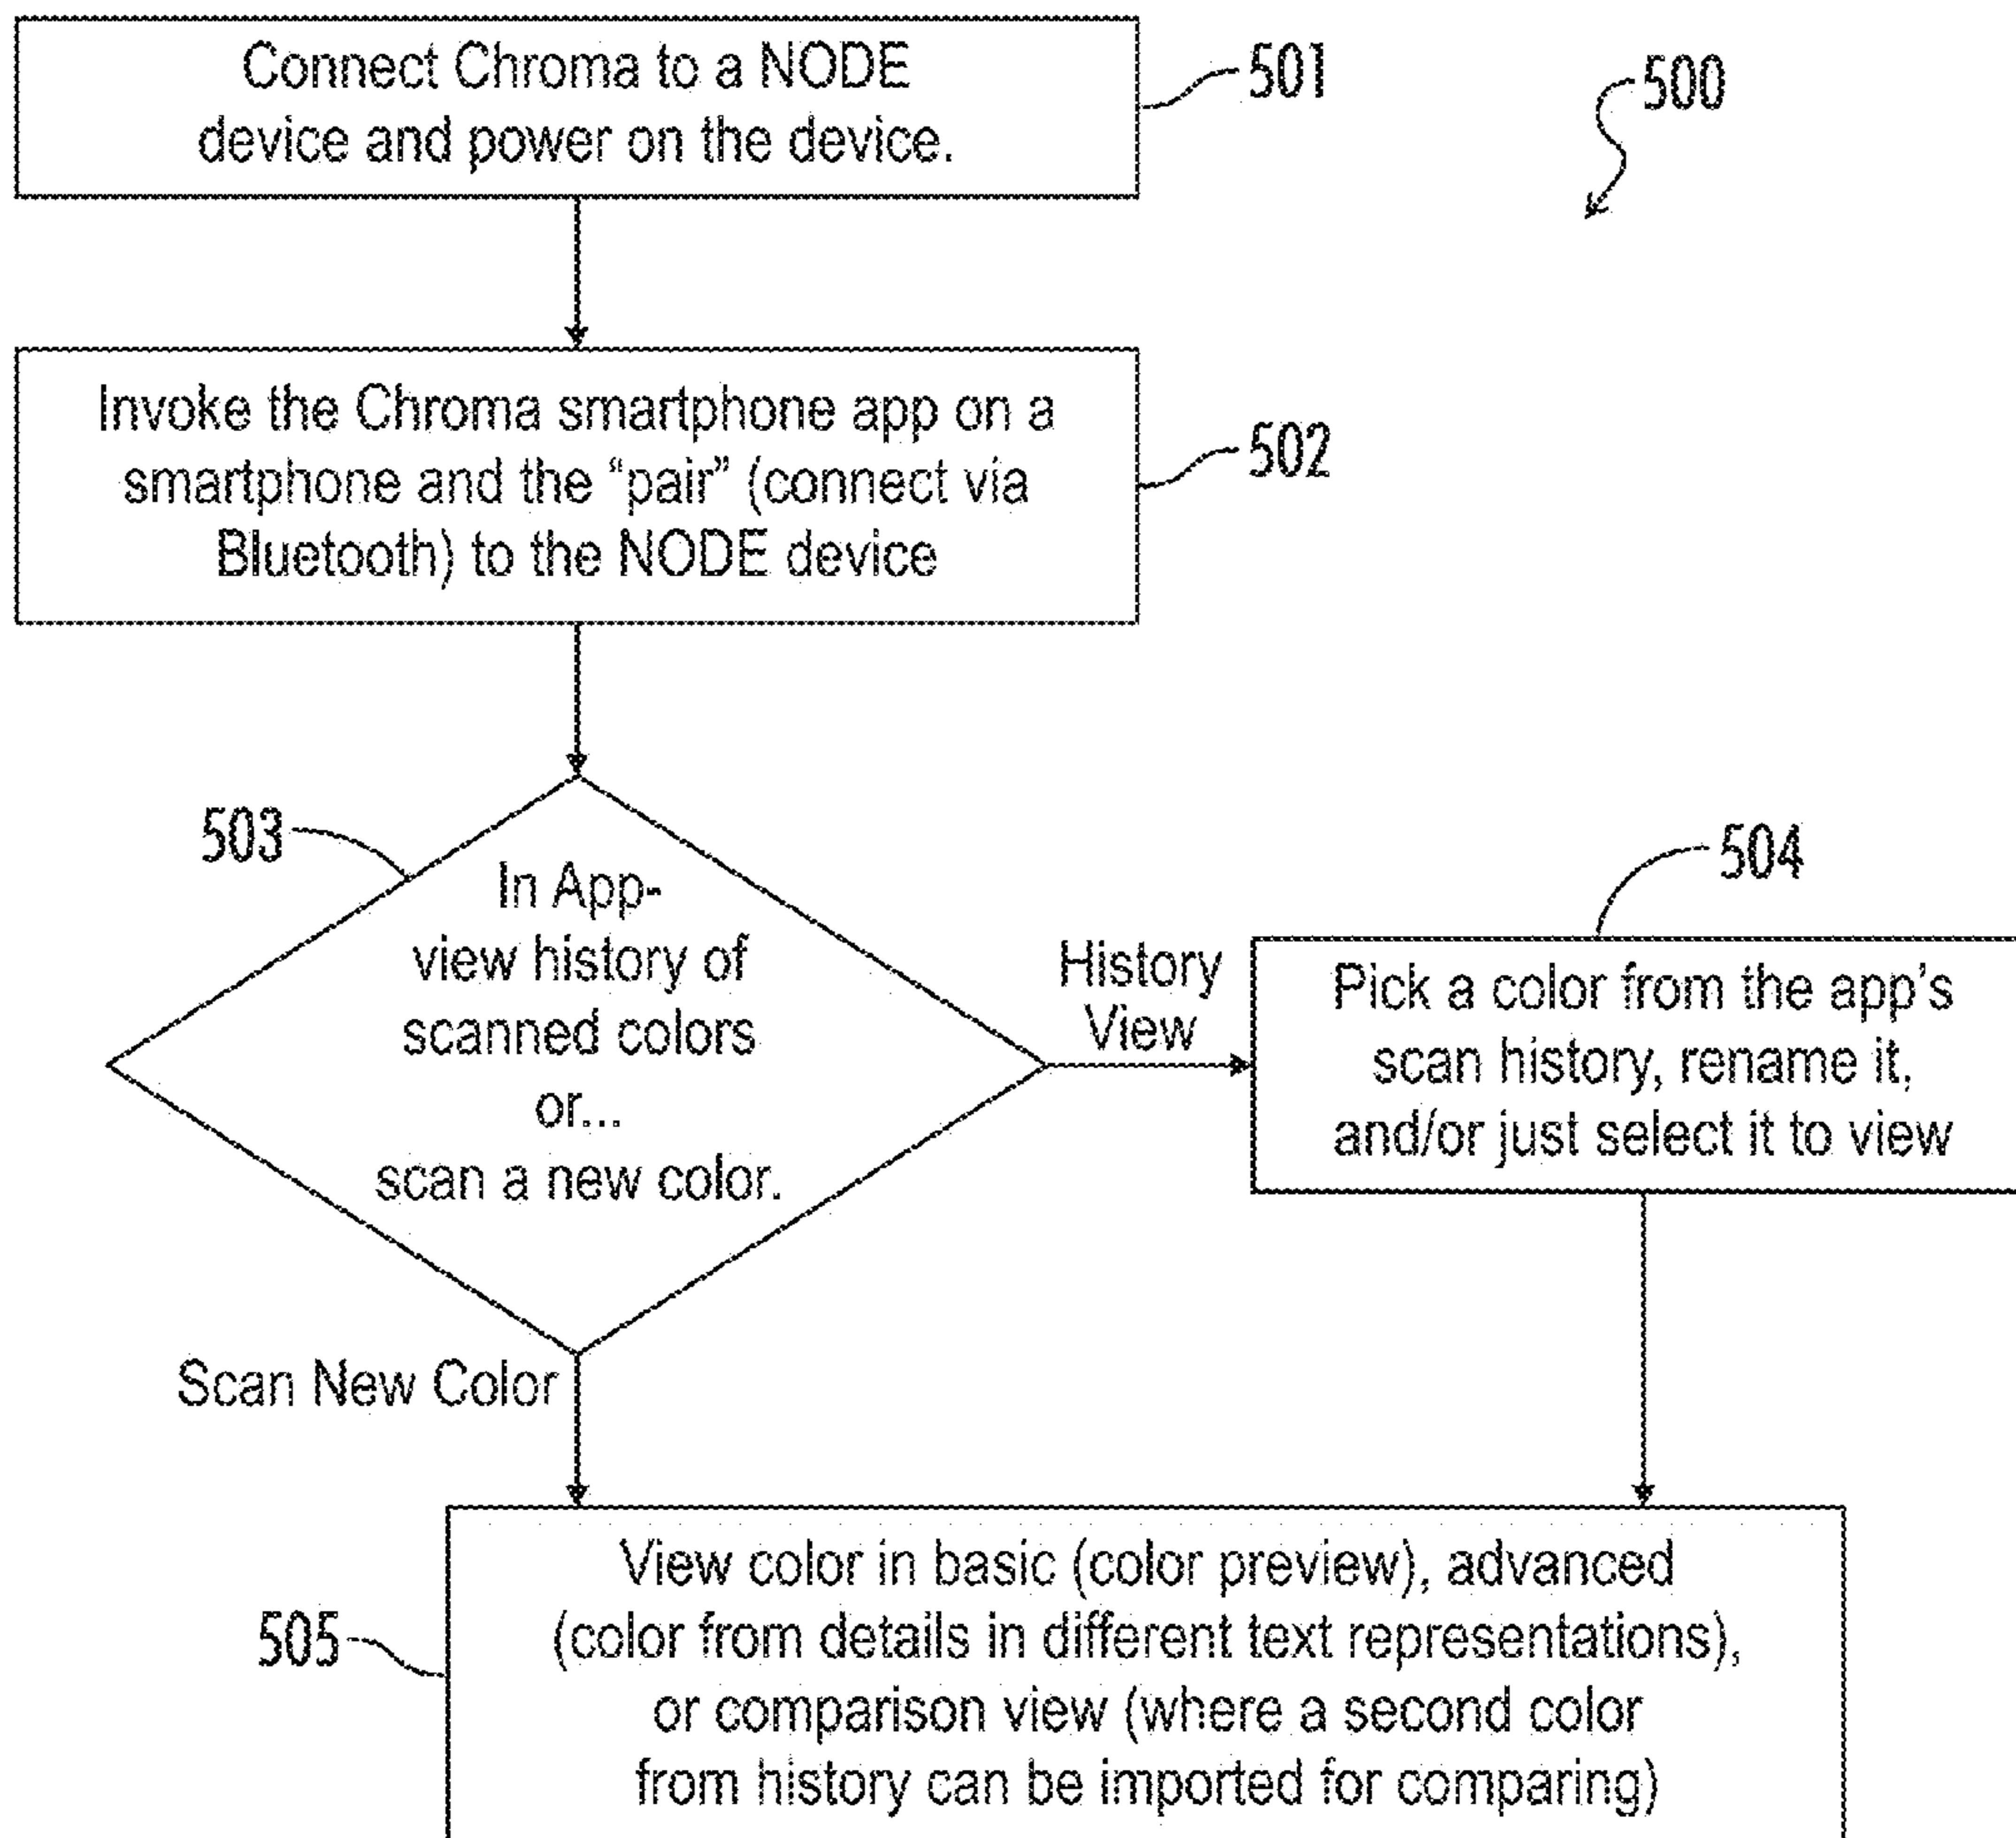 Connect Chroma to a NODE
device and power on the device.
501
500
Invoke the Chroma smartphone app on a
smartphone and the “pair” (connect via
Bluetooth) to the NODE device
502
503
In App-
view history of
scanned colors
or...
scan a new color.
History
View
504
Pick a color from the app’s
scan history, rename it,
and/or just select it to view
Scan New Color
505
View color in basic (color preview), advanced
(color from details in different text representations),
or comparison view (where a second color
from history can be imported for comparing)